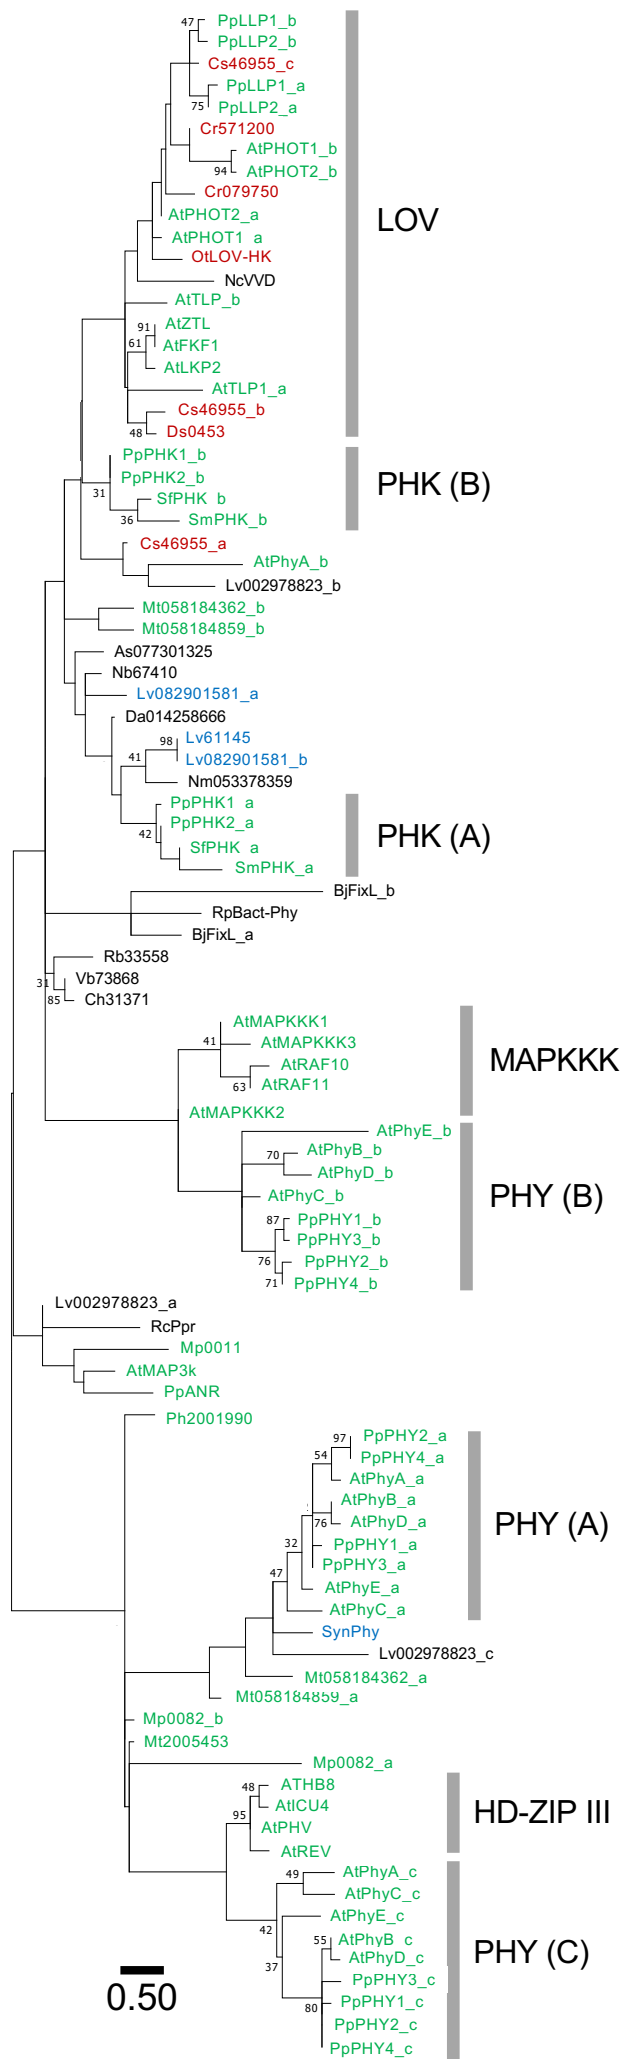 47
PpLLP1_b
PpLLP2_b
Cs46955_c
PpLLP1_a
75
PpLLP2_a
Cr571200
AtPHOT1_b
94
AtPHOT2_b
Cr079750
AtPHOT2_a
LOV
AtPHOT1_a
OtLOV-HK
NcVVD
AtTLP_b
91
AtZTL
61
AtFKF1
AtLKP2
AtTLP1_a
Cs46955_b
48
Ds0453
PpPHK1_b
PpPHK2_b
PHK (B)
31
SfPHK_b
36
SmPHK_b
Cs46955_a
AtPhyA_b
Lv002978823_b
Mt058184362_b
Mt058184859_b
As077301325
Nb67410
Lv082901581_a
Da014258666
98
Lv61145
41
Lv082901581_b
Nm053378359
PpPHK1_a
42
PpPHK2_a
PHK (A)
SfPHK_a
SmPHK_a
BjFixL_b
RpBact-Phy
BjFixL_a
Rb33558
31
Vb73868
85
Ch31371
AtMAPKKK1
41
AtMAPKKK3
MAPKKK
AtRAF10
63
AtRAF11
AtMAPKKK2
AtPhyE_b
70
AtPhyB_b
AtPhyD_b
AtPhyC_b
PHY (B)
87
PpPHY1_b
PpPHY3_b
76
PpPHY2_b
71
PpPHY4_b
Lv002978823_a
RcPpr
Mp0011
AtMAP3k
PpANR
Ph2001990
97
PpPHY2_a
54
PpPHY4_a
AtPhyA_a
AtPhyB_a
76
AtPhyD_a
PHY (A)
32
PpPHY1_a
PpPHY3_a
47
AtPhyE_a
AtPhyC_a
SynPhy
Lv002978823_c
Mt058184362_a
Mt058184859_a
Mp0082_b
Mt2005453
Mp0082_a
48
ATHB8
AtICU4
HD-ZIP III
95
AtPHV
AtREV
49
AtPhyA_c
AtPhyC_c
AtPhyE_c
42
55
AtPhyB_c
PHY (C)
37
AtPhyD_c
PpPHY3_c
80
PpPHY1_c
0.50
PpPHY2_c
PpPHY4_c